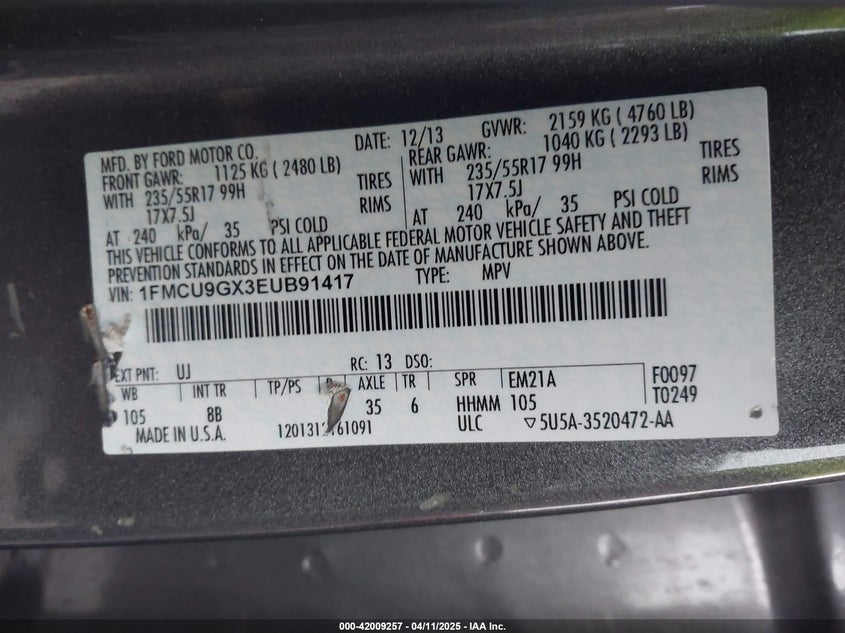 MFD. BY FORD MOTOR CO. DATE: 12/13 GVWR: 2159 KG ( 4760 LB)
FRONT GAWR: 1125 KG ( 2480 LB) REAR GAWR: 1040 KG ( 2293 LB)
WITH 235/55R17 99H TIRES WITH 235/55R17 99H TIRES
17X7.5J RIMS 17X7.5J RIMS
AT 240 kPa/ 35 PSI COLD AT 240 kPa/ 35 PSI COLD
THIS VEHICLE CONFORMS TO ALL APPLICABLE FEDERAL MOTOR VEHICLE SAFETY AND THEFT
PREVENTION STANDARDS IN EFFECT ON THE DATE OF MANUFACTURE SHOWN ABOVE.
VIN: 1FMCU9GX3EUB91417 TYPE: MPV
EXT PNT: UJ RC: 13 DSO:
WB INT TR TP/PS AXLE TR SPR EM21A F0097
105 8B 35 6 HHMM 105 T0249
MADE IN U.S.A. ULC ▽5U5A-3520472-AA
000-42009257 - 04/11/2025 - IAA Inc.